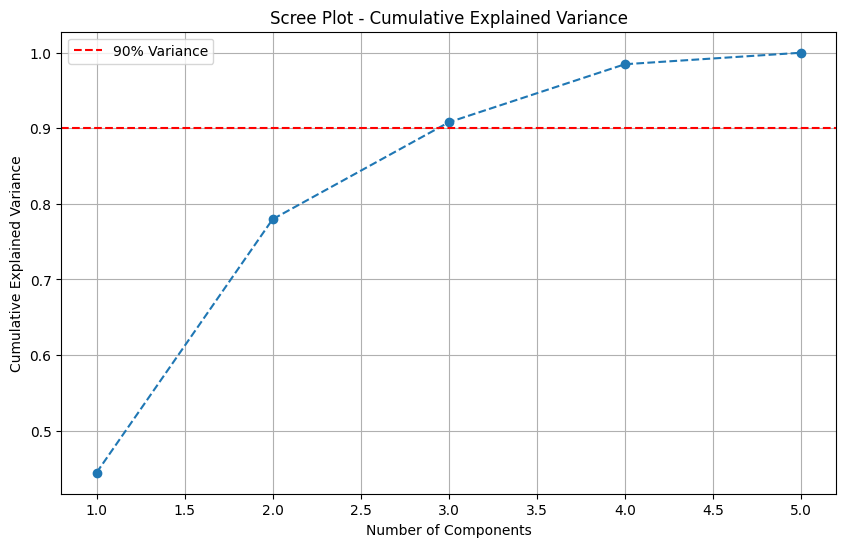 Scree Plot - Cumulative Explained Variance
90% Variance
1.0
0.9
0.8
0.7
0.6
0.5
Cumulative Explained Variance
1.0 1.5 2.0 2.5 3.0 3.5 4.0 4.5 5.0
Number of Components